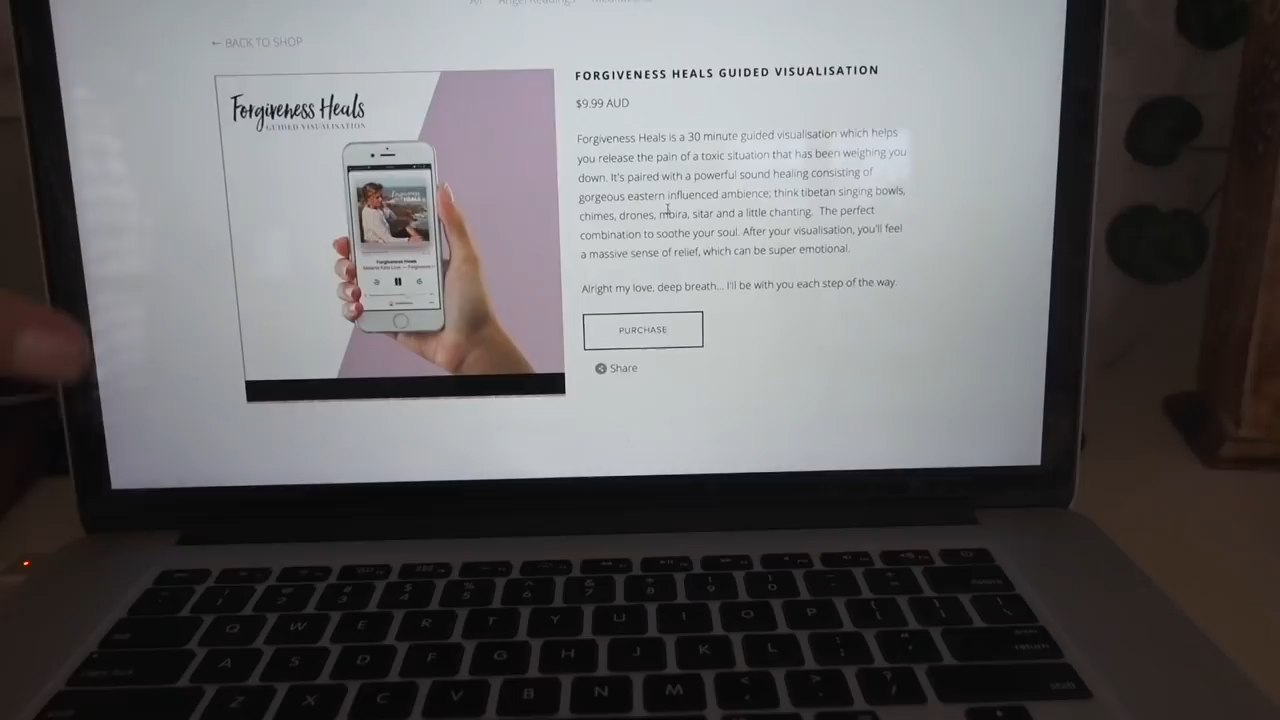 ← BACK TO SHOP
Forgiveness Heals
GUIDED VISUALISATION
Forgiveness Heals
FORGIVENESS HEALS GUIDED VISUALISATION
$9.99 AUD
Forgiveness Heals is a 30 minute guided visualisation which helps
you release the pain of a toxic situation that has been weighing you
down. It's paired with a powerful sound healing consisting of
gorgeous eastern influenced ambience; think tibetan singing bowls,
chimes, drones, mbira, sitar and a little chanting. The perfect
combination to soothe your soul. After your visualisation, you'll feel
a massive sense of relief, which can be super emotional.
Alright my love, deep breath... I'll be with you each step of the way.
PURCHASE
Share
delete
Q W E R T Y U I O P
return
A S D F G H J K L
shift
Z X C V B N M